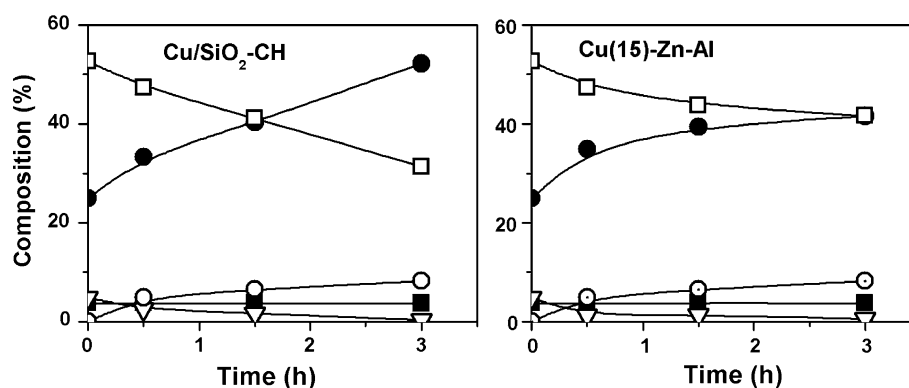 Composition (%)
60
40
20
0
Cu/SiO₂-CH
0 1 2 3
Time (h)
60
40
20
0
Cu(15)-Zn-Al
0 1 2 3
Time (h)